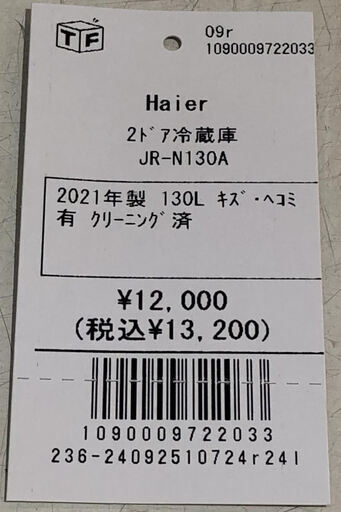 TF
09r
1090009722033
Haier
2ﾄﾞｱ冷蔵庫
JR-N130A
2021年製 130L ｷｽﾞ･ﾍｺﾐ
有 ｸﾘｰﾆﾝｸﾞ済
¥12,000
(税込¥13,200)
1090009722033
236-24092510724r24l